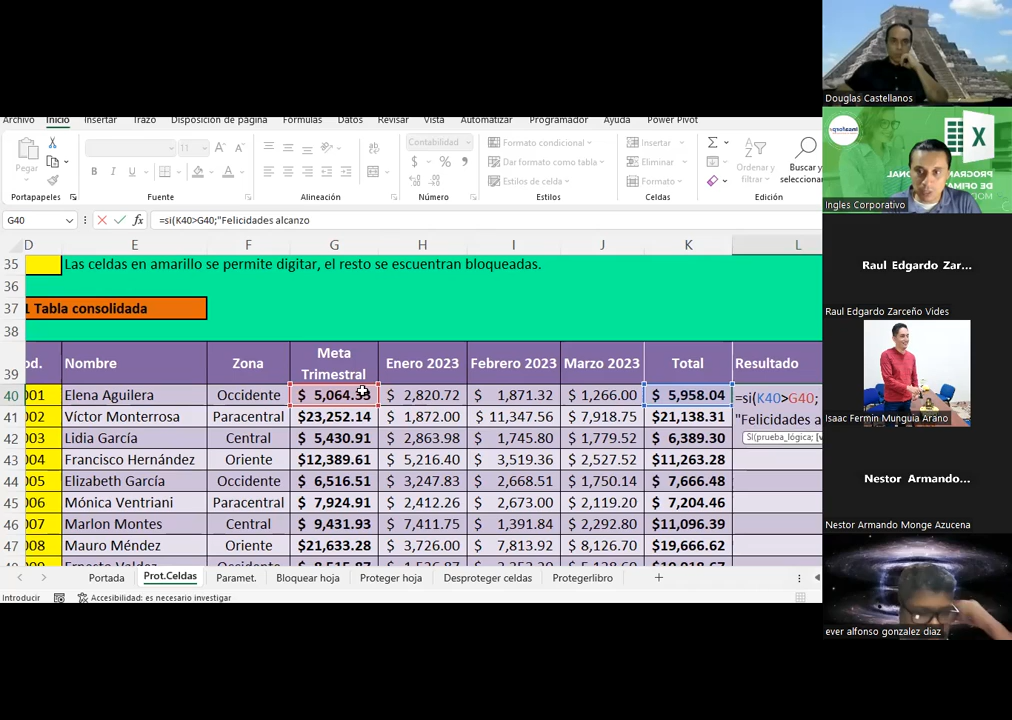 Archivo Inicio Insertar Trazo Disposición de página Fórmulas Datos Revisar Vista Automatizar Programador Ayuda Power Pivot
Pegar
Portapapeles
11
Fuente
Alineación
Contabilidad
Número
Formato condicional
Dar formato como tabla
Estilos de celda
Estilos
Insertar
Eliminar
Formato
Celdas
Ordenar y
filtrar
Buscar y
seleccionar
Edición
G40 =si(K40>G40;"Felicidades alcanzo
D E F G H I J K L
35 Las celdas en amarillo se permite digitar, el resto se encuentran bloqueadas.
36
37 1 Tabla consolidada
38
39 od. Nombre Zona Meta Trimestral Enero 2023 Febrero 2023 Marzo 2023 Total Resultado
40 001 Elena Aguilera Occidente $ $ 2,820.72 $ 1,871.32 $ 1,266.00 $ 5,958.04 =si(K40>G40;
"Felicidades a
SI(prueba_lógica; [v
41 002 Víctor Monterrosa Paracentral $23,252.14 $ 1,872.00 $ 11,347.56 $ 7,918.75 $21,138.31
42 003 Lidia García Central $ 5,430.91 $ 2,863.98 $ 1,745.80 $ 1,779.52 $ 6,389.30
43 004 Francisco Hernández Oriente $12,389.61 $ 5,216.40 $ 3,519.36 $ 2,527.52 $11,263.28
44 005 Elizabeth García Occidente $ 6,516.51 $ 3,247.83 $ 2,668.51 $ 1,750.14 $ 7,666.48
45 006 Mónica Ventriani Paracentral $ 7,924.91 $ 2,412.26 $ 2,673.00 $ 2,119.20 $ 7,204.46
46 007 Marlon Montes Central $ 9,431.93 $ 7,411.75 $ 1,391.84 $ 2,292.80 $11,096.39
47 008 Mauro Méndez Oriente $21,633.28 $ 3,726.00 $ 7,813.92 $ 8,126.70 $19,666.62
Portada Prot.Celdas Paramet. Bloquear hoja Proteger hoja Desproteger celdas Protegerlibro
Introducir Accesibilidad: es necesario investigar
Douglas Castellanos
Ingles Corporativo
Raul Edgardo Zar...
Raul Edgardo Zarceño Vides
Isaac Fermin Munguia Arano
Nestor Armando...
Nestor Armando Monge Azucena
ever alfonso gonzalez diaz